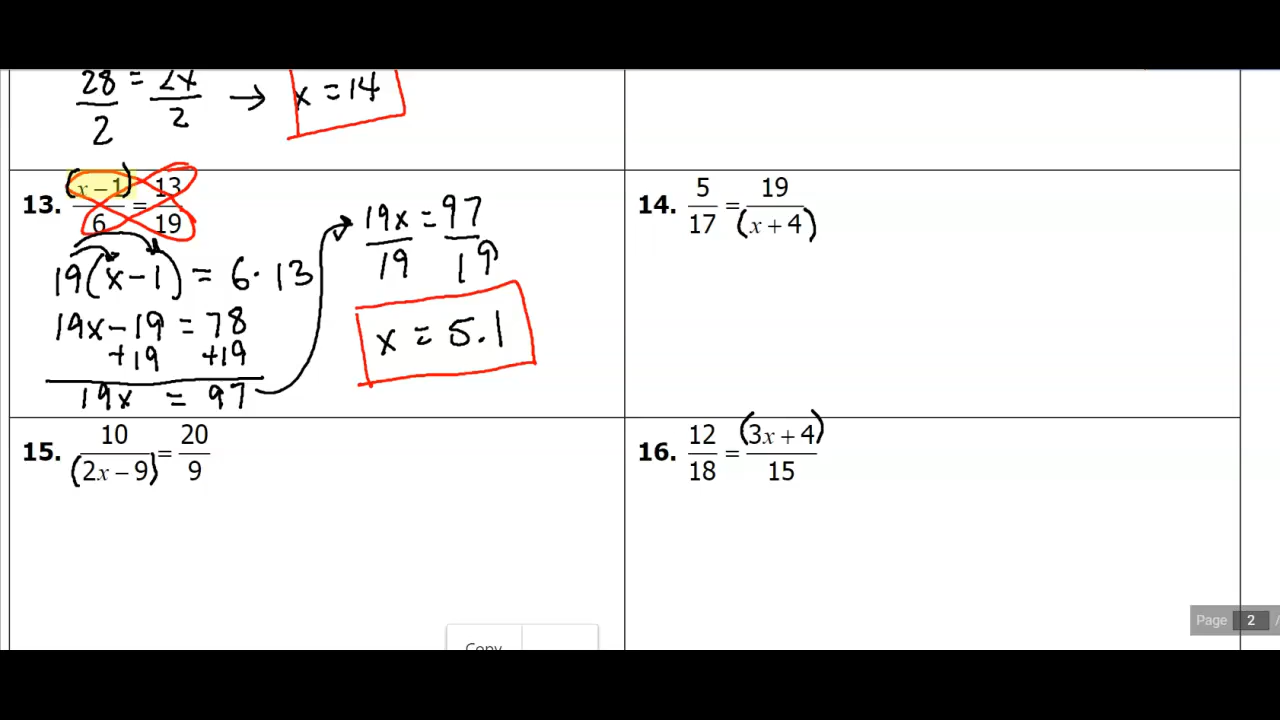 28 = 2x
2 2 → x = 14
13. (x − 1) = 13
6 19
19(x − 1) = 6 · 13
19x − 19 = 78
+19 +19
19x = 97
19x = 97
19 19
x = 5.1
14. 5 = 19
17 (x + 4)
15. 10 = 20
(2x − 9) 9
16. 12 = (3x + 4)
18 15
Copy
Page 2 /